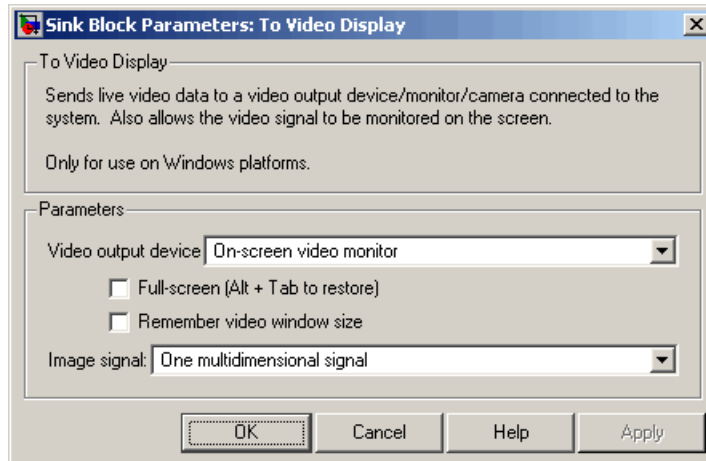 Sink Block Parameters: To Video Display
To Video Display
Sends live video data to a video output device/monitor/camera connected to the
system. Also allows the video signal to be monitored on the screen.
Only for use on Windows platforms.
Parameters
Video output device On-screen video monitor
Full-screen (Alt + Tab to restore)
Remember video window size
Image signal: One multidimensional signal
OK Cancel Help Apply